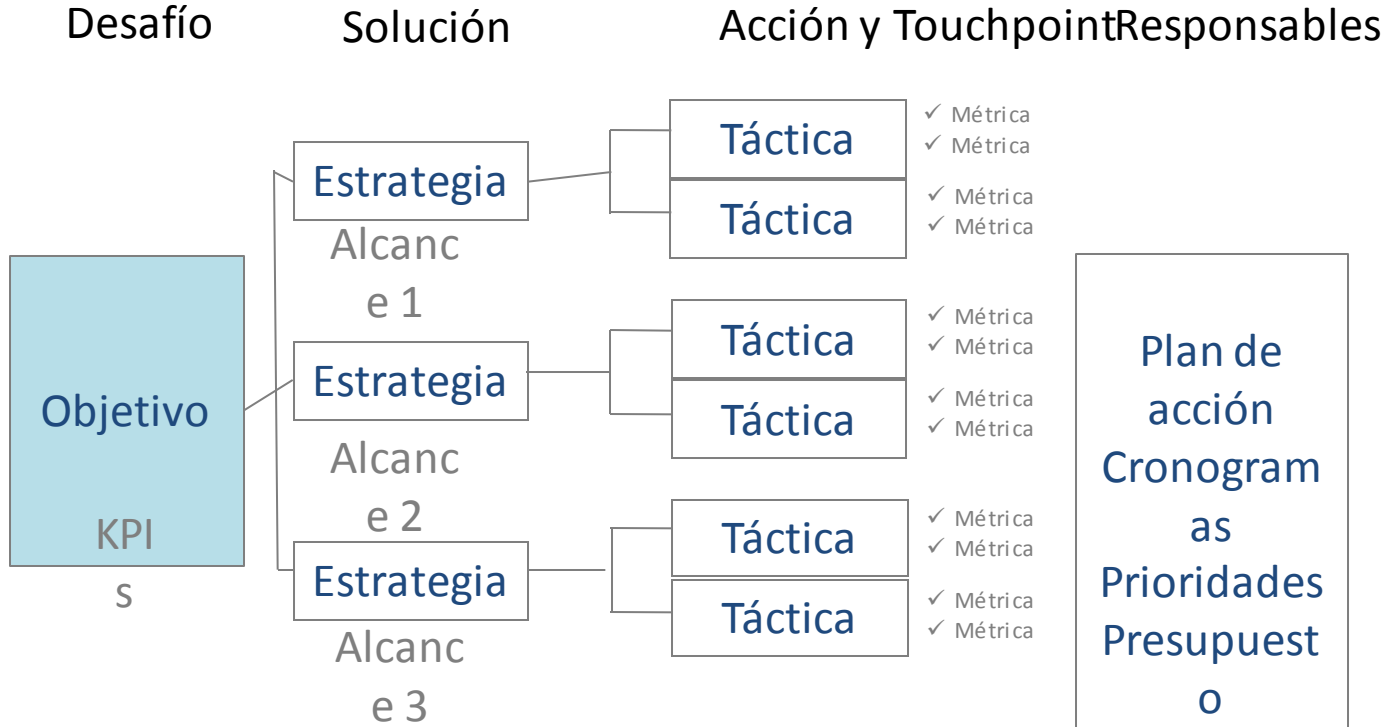 Desafío
Solución
Acción y Touchpoint
Responsables
Objetivo
KPI
s
Estrategia
Alcanc
e 1
Estrategia
Alcanc
e 2
Estrategia
Alcanc
e 3
Táctica
✓ Métrica
✓ Métrica
Táctica
✓ Métrica
✓ Métrica
Táctica
✓ Métrica
✓ Métrica
Táctica
✓ Métrica
✓ Métrica
Táctica
✓ Métrica
✓ Métrica
Táctica
✓ Métrica
✓ Métrica
Plan de
acción
Cronogram
as
Prioridades
Presupuest
o